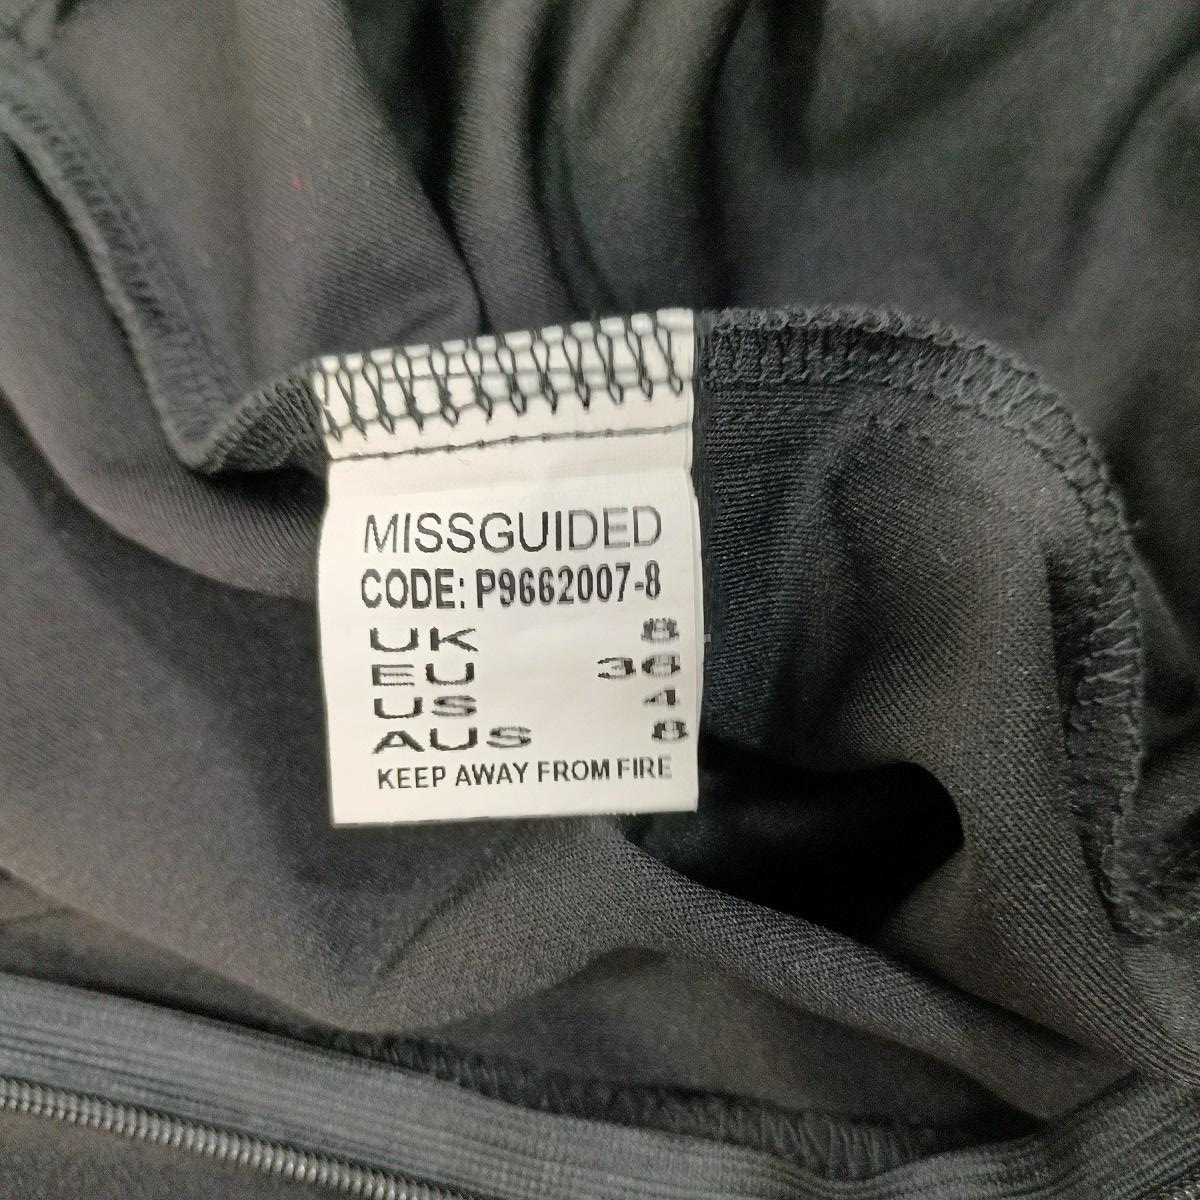 MISSGUIDED
CODE: P9662007-8
UK 8
EU 36
US 4
AUS 8
KEEP AWAY FROM FIRE